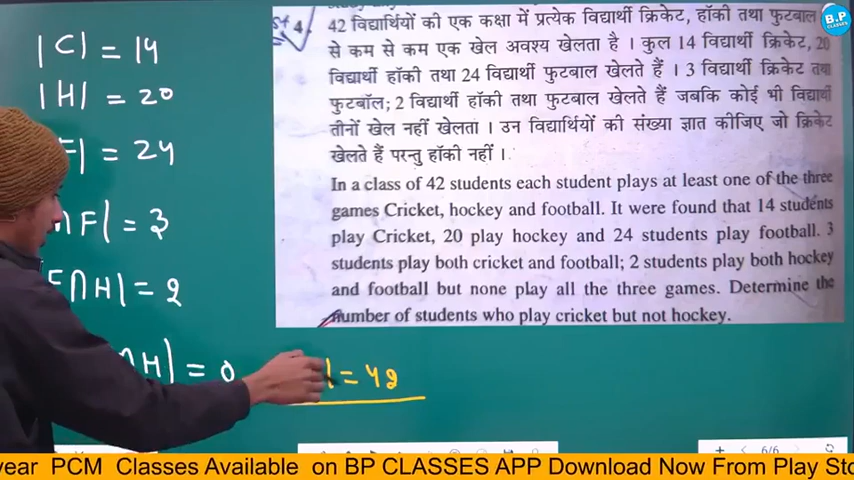 |C| = 14
|H| = 20
F| = 24
∩F| = 3
F∩H| = 2
∩H| = 0
| = 42
4.
42 विद्यार्थियों की एक कक्षा में प्रत्येक विद्यार्थी क्रिकेट, हॉकी तथा फुटबाल
से कम से कम एक खेल अवश्य खेलता है । कुल 14 विद्यार्थी क्रिकेट, 20
विद्यार्थी हॉकी तथा 24 विद्यार्थी फुटबाल खेलते हैं । 3 विद्यार्थी क्रिकेट तथा
फुटबॉल; 2 विद्यार्थी हॉकी तथा फुटबाल खेलते हैं जबकि कोई भी विद्यार्थी
तीनों खेल नहीं खेलता । उन विद्यार्थियों की संख्या ज्ञात कीजिए जो क्रिकेट
खेलते हैं परन्तु हॉकी नहीं ।
In a class of 42 students each student plays at least one of the three
games Cricket, hockey and football. It were found that 14 students
play Cricket, 20 play hockey and 24 students play football. 3
students play both cricket and football; 2 students play both hockey
and football but none play all the three games. Determine the
number of students who play cricket but not hockey.
B.P
CLASSES
6/6
year PCM Classes Available on BP CLASSES APP Download Now From Play Sto